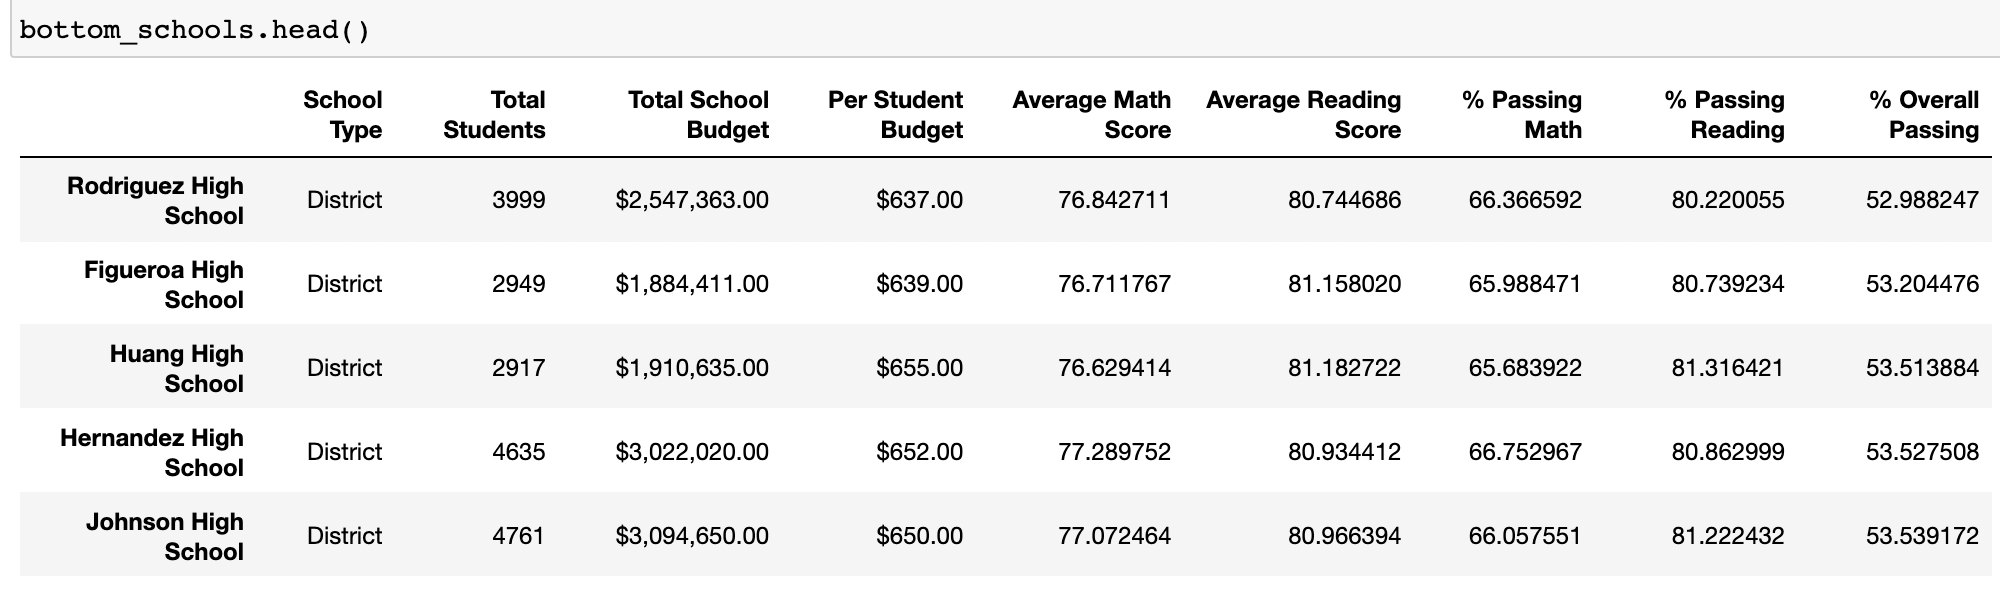 bottom_schools.head()
School Type Total Students Total School Budget Per Student Budget Average Math Score Average Reading Score % Passing Math % Passing Reading % Overall Passing
Rodriguez High School District 3999 $2,547,363.00 $637.00 76.842711 80.744686 66.366592 80.220055 52.988247
Figueroa High School District 2949 $1,884,411.00 $639.00 76.711767 81.158020 65.988471 80.739234 53.204476
Huang High School District 2917 $1,910,635.00 $655.00 76.629414 81.182722 65.683922 81.316421 53.513884
Hernandez High School District 4635 $3,022,020.00 $652.00 77.289752 80.934412 66.752967 80.862999 53.527508
Johnson High School District 4761 $3,094,650.00 $650.00 77.072464 80.966394 66.057551 81.222432 53.539172